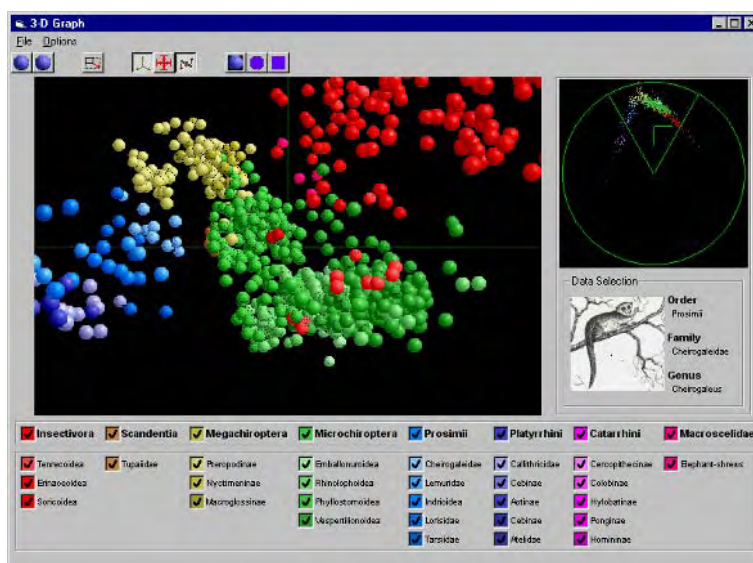 3-D Graph
File Options
Data Selection
Order
Prosimii
Family
Cheirogaleidae
Genus
Cheirogaleus
Insectivora Scandentia Megachiroptera Microchiroptera Prosimii Platyrrhini Catarrhini Macroscelidae
Tenrecoidea Tupaiidae Pteropodinae Emballonuroidea Cheirogaleidae Callithricidae Cercopithecinae Elephant-shrews
Erinaceoidea Nyctimeninae Rhinolophoidea Lemuridae Cebinae Colobinae
Soricoidea Macroglossinae Phyllostomoidea Indrioidea Aotinae Hylobatinae
Vespertilionoidea Lorisidae Cebinae Ponginae
Tarsiidae Atelidae Homininae